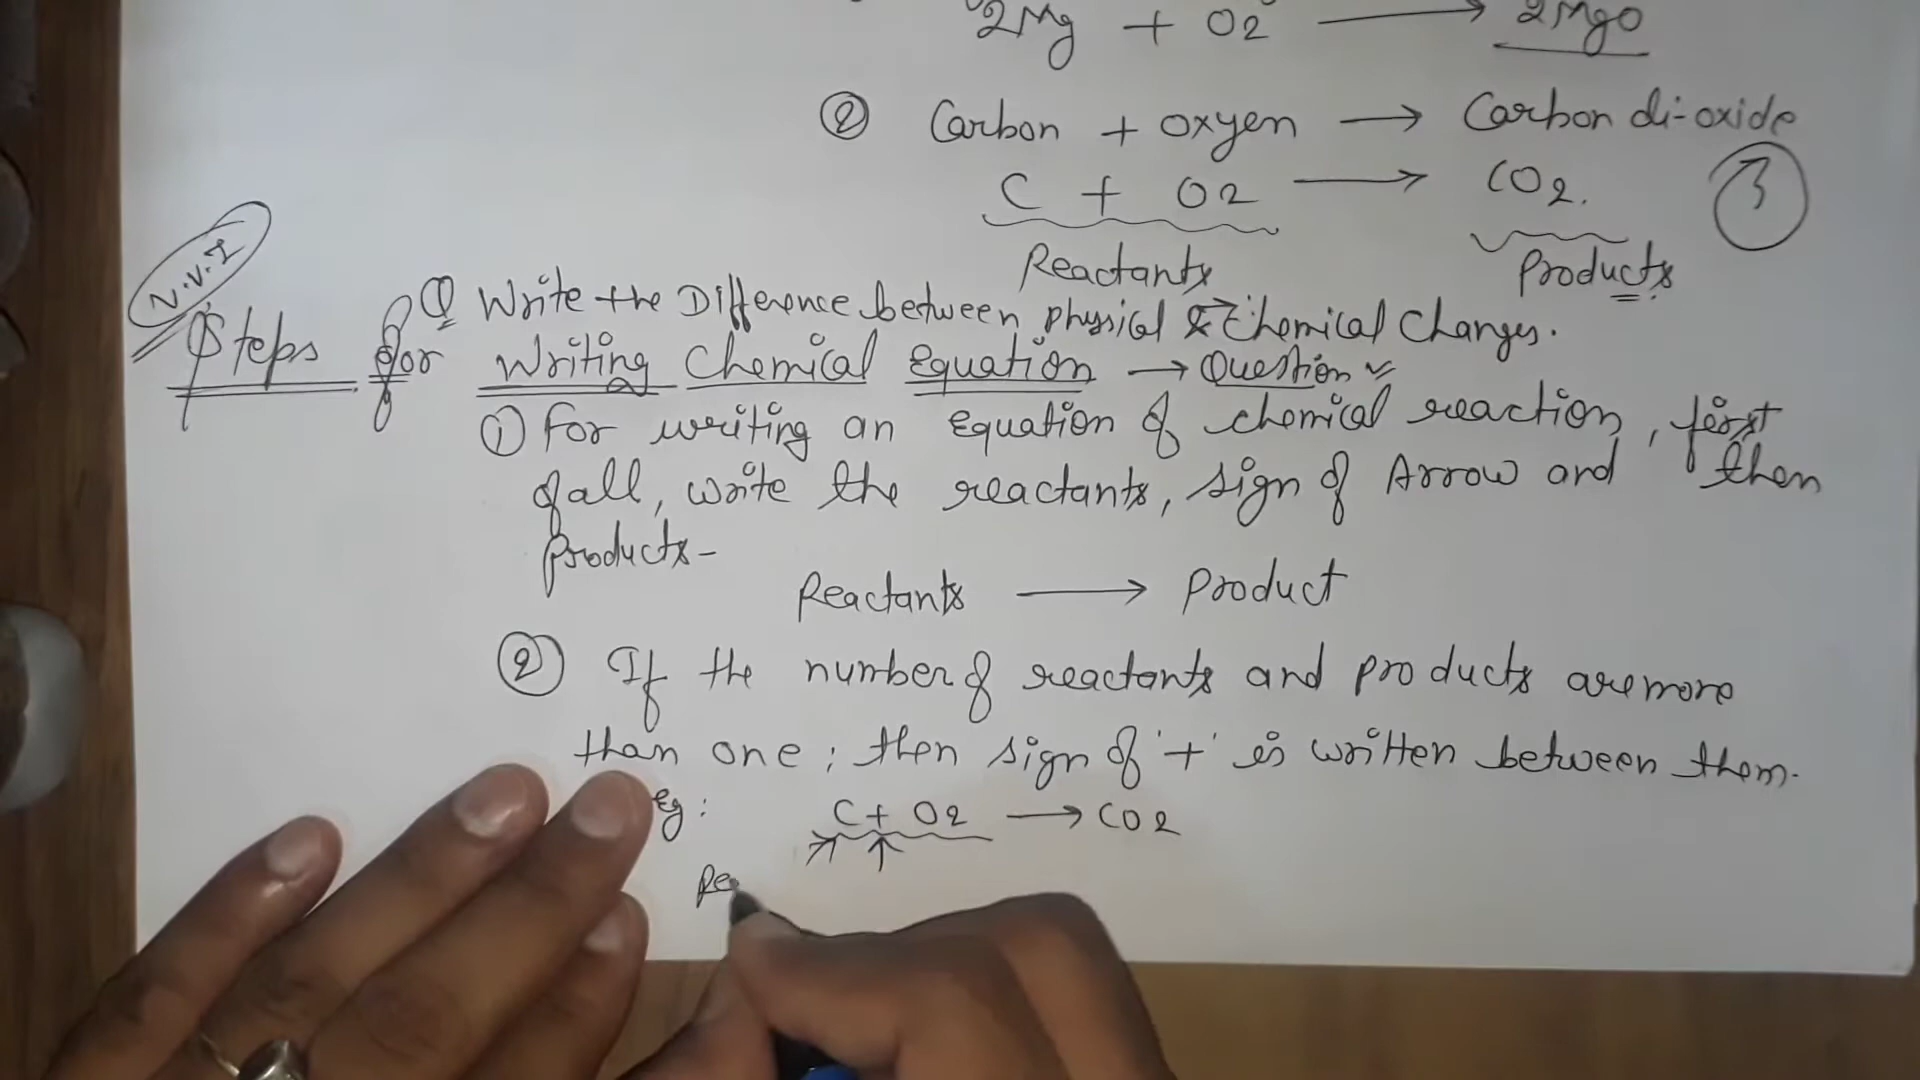 2Mg + O2 → 2MgO
② Carbon + oxyen → Carbon di-oxide
C + O2 → CO2.
Reactants Products
3
N.V.I
Q Write the Difference between physical & Chemical Changes.
Steps for Writing Chemical equation → Question
① For writing an equation of chemical reaction, first
of all, write the reactants, sign of Arrow and then
products-
Reactants → Product
② If the number of reactants and products are more
than one; then sign of '+' is written between them.
Eg: C + O2 → CO2
Re